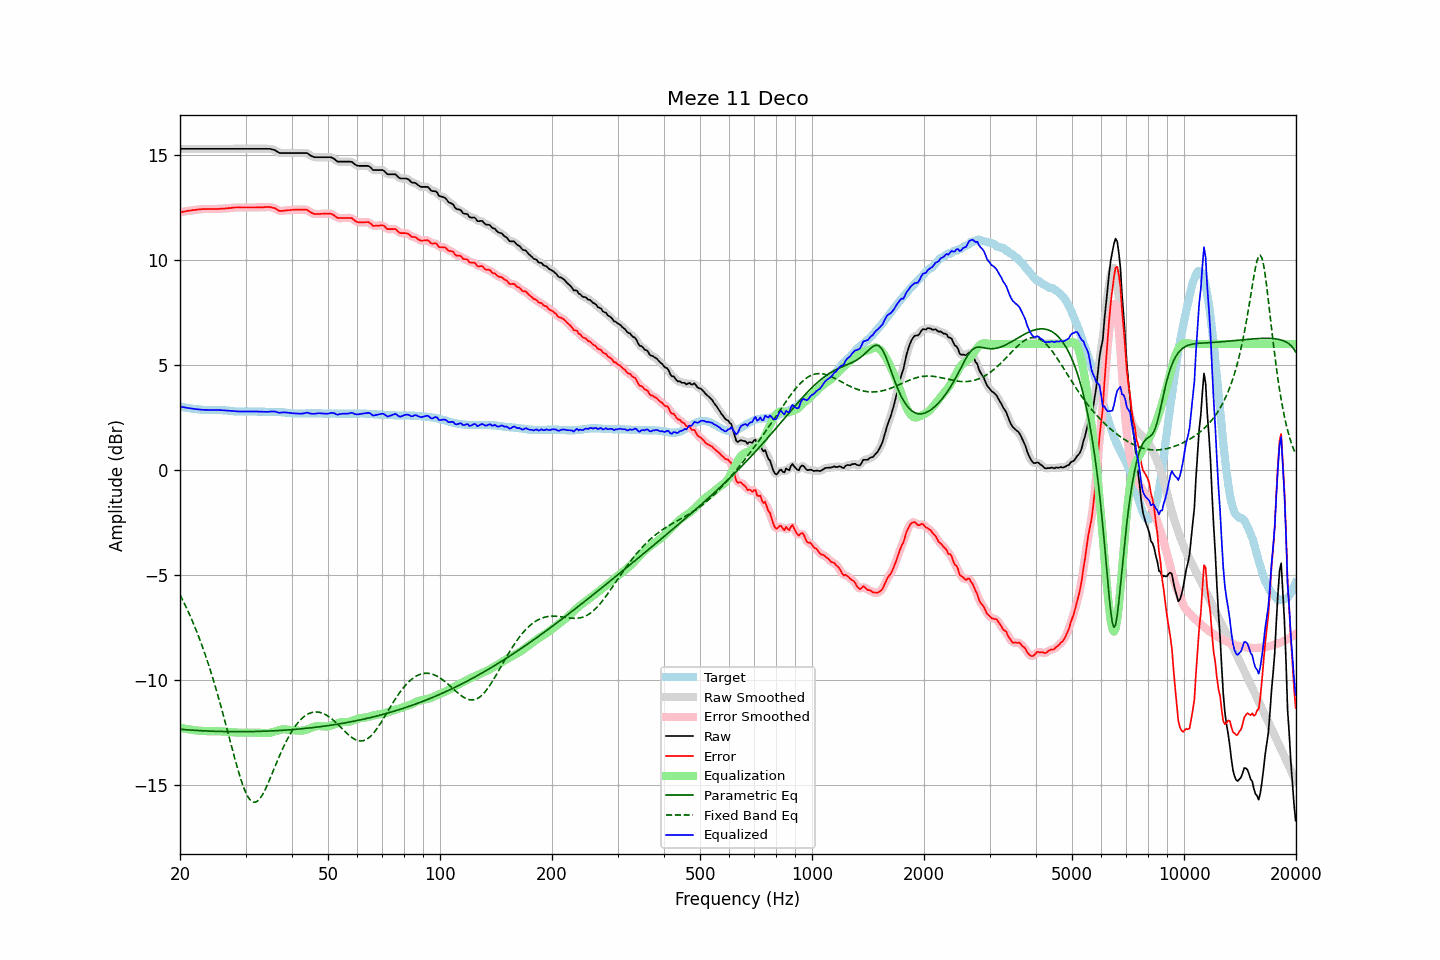 Meze 11 Deco
Amplitude (dBr)
15
10
5
0
−5
−10
−15
20
50
100
200
500
1000
2000
5000
10000
20000
Frequency (Hz)
Target
Raw Smoothed
Error Smoothed
Raw
Error
Equalization
Parametric Eq
Fixed Band Eq
Equalized